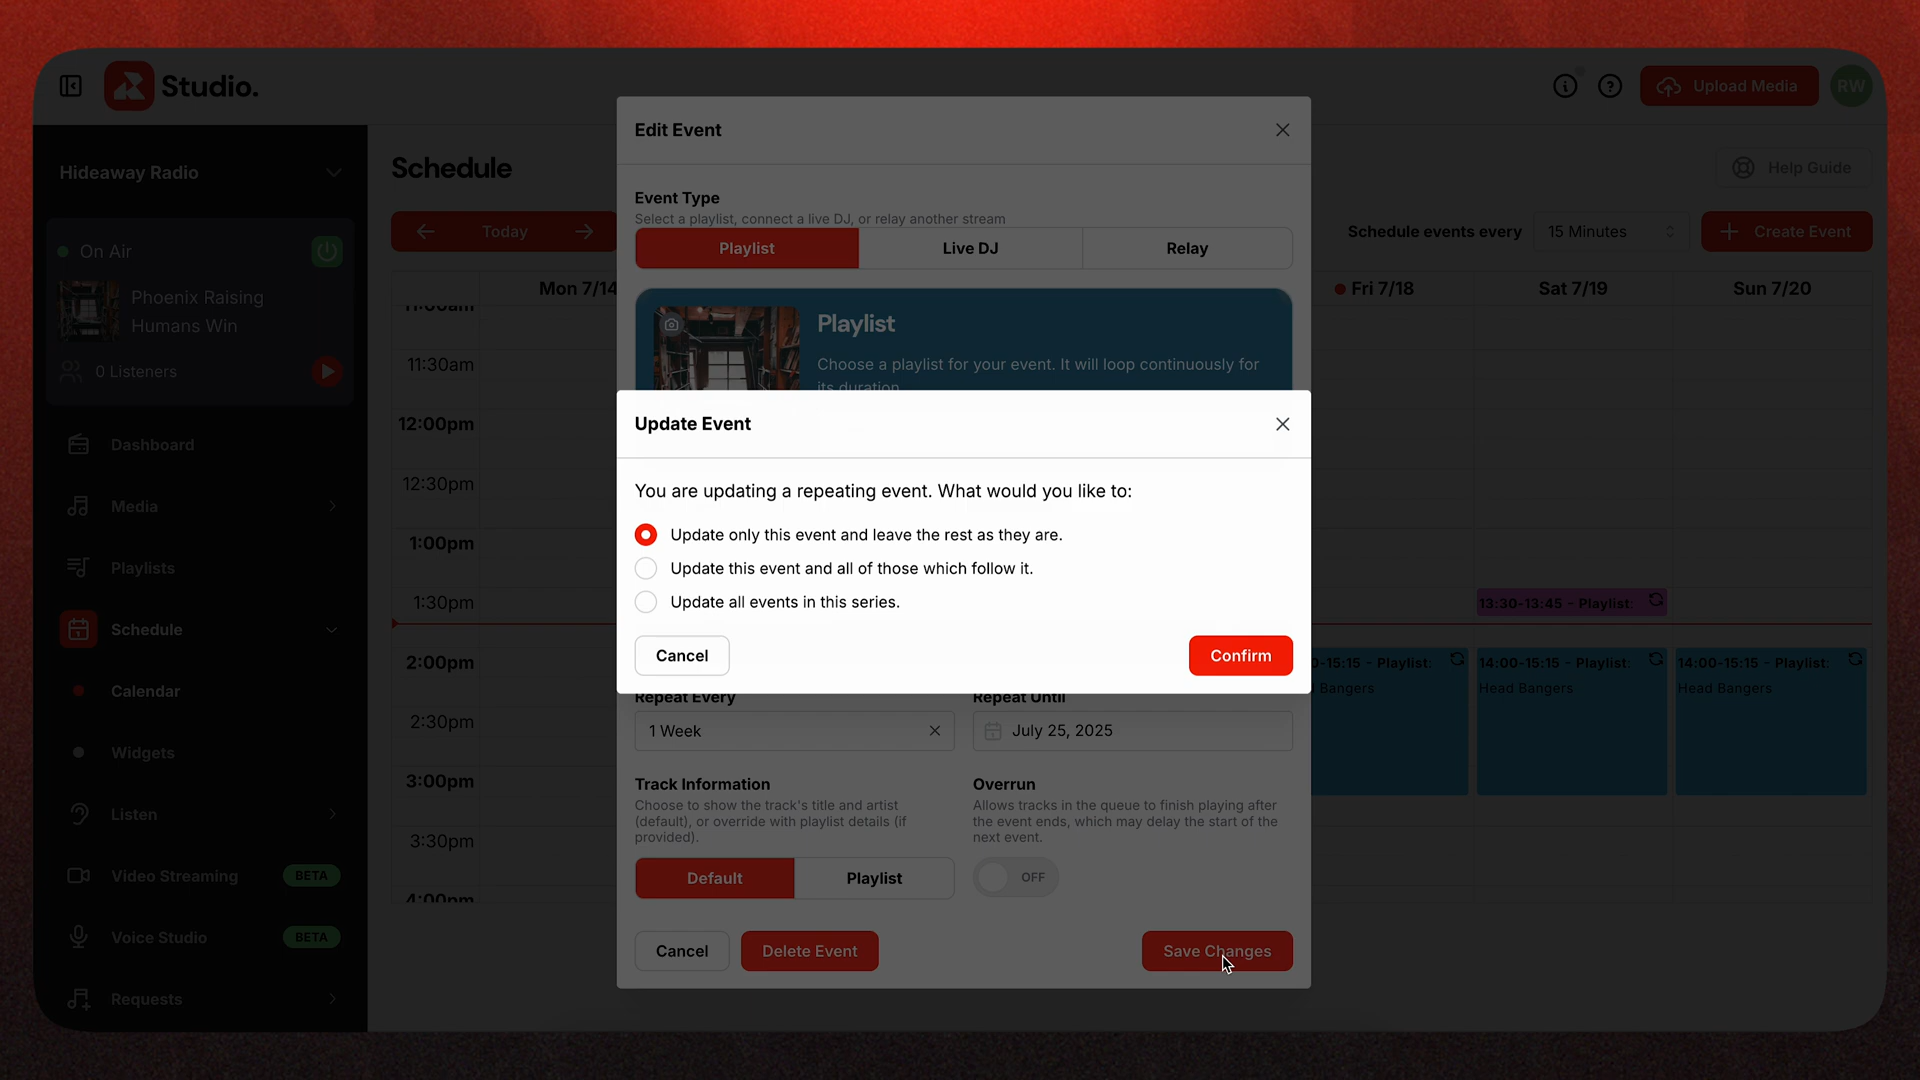 Studio.
Upload Media
RW
Hideaway Radio
On Air
Phoenix Raising
Humans Win
0 Listeners
Dashboard
Media
Playlists
Schedule
Calendar
Widgets
Listen
Video Streaming BETA
Voice Studio BETA
Requests
Schedule
Help Guide
Today
Schedule events every 15 Minutes
Create Event
Mon 7/14
Fri 7/18
Sat 7/19
Sun 7/20
11:00am
11:30am
12:00pm
12:30pm
1:00pm
1:30pm
2:00pm
2:30pm
3:00pm
3:30pm
4:00pm
13:30-13:45 - Playlist:
0-15:15 - Playlist:
Bangers
14:00-15:15 - Playlist:
Head Bangers
14:00-15:15 - Playlist:
Head Bangers
Edit Event
Event Type
Select a playlist, connect a live DJ, or relay another stream
Playlist
Live DJ
Relay
Playlist
Choose a playlist for your event. It will loop continuously for
its duration
Update Event
You are updating a repeating event. What would you like to:
Update only this event and leave the rest as they are.
Update this event and all of those which follow it.
Update all events in this series.
Cancel
Confirm
Repeat Every
1 Week
Repeat Until
July 25, 2025
Track Information
Choose to show the track's title and artist
(default), or override with playlist details (if
provided).
Default
Playlist
Overrun
Allows tracks in the queue to finish playing after
the event ends, which may delay the start of the
next event.
OFF
Cancel
Delete Event
Save Changes